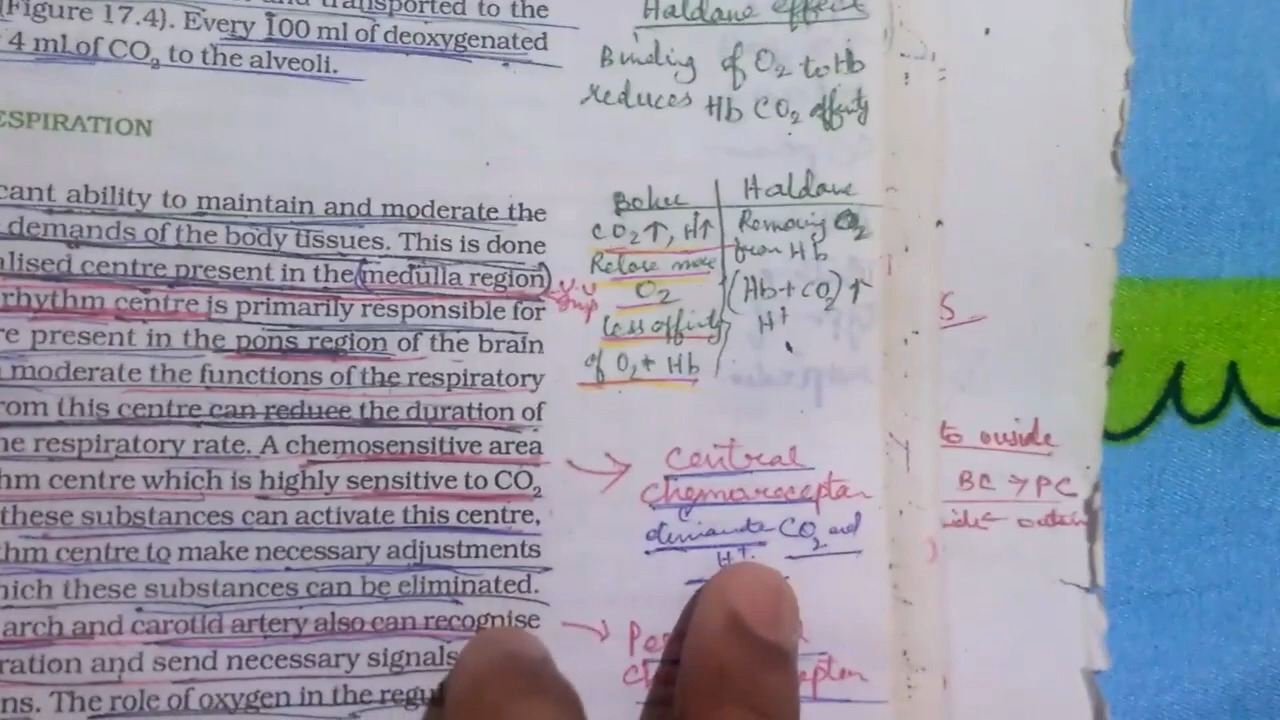 (Figure 17.4). Every 100 ml of deoxygenated
4 ml of CO₂ to the alveoli.
ESPIRATION
cant ability to maintain and moderate the
demands of the body tissues. This is done
alised centre present in the (medulla region)
rhythm centre is primarily responsible for
re present in the pons region of the brain
moderate the functions of the respiratory
rom this centre can reduce the duration of
he respiratory rate. A chemosensitive area
hm centre which is highly sensitive to CO₂
these substances can activate this centre,
thm centre to make necessary adjustments
hich these substances can be eliminated.
arch and carotid artery also can recognise
ration and send necessary signals
ns. The role of oxygen in the regu
Haldane effect
Binding of O₂ to Hb
reduces Hb CO₂ affinity
Haldane
CO₂↑, H↑
Removing O₂
from Hb
O₂
(Hb+CO₂)↑
less affinity
H⁺
of O₂+ Hb
central
CO₂ and
H⁺
S
to ouside
BC > PC